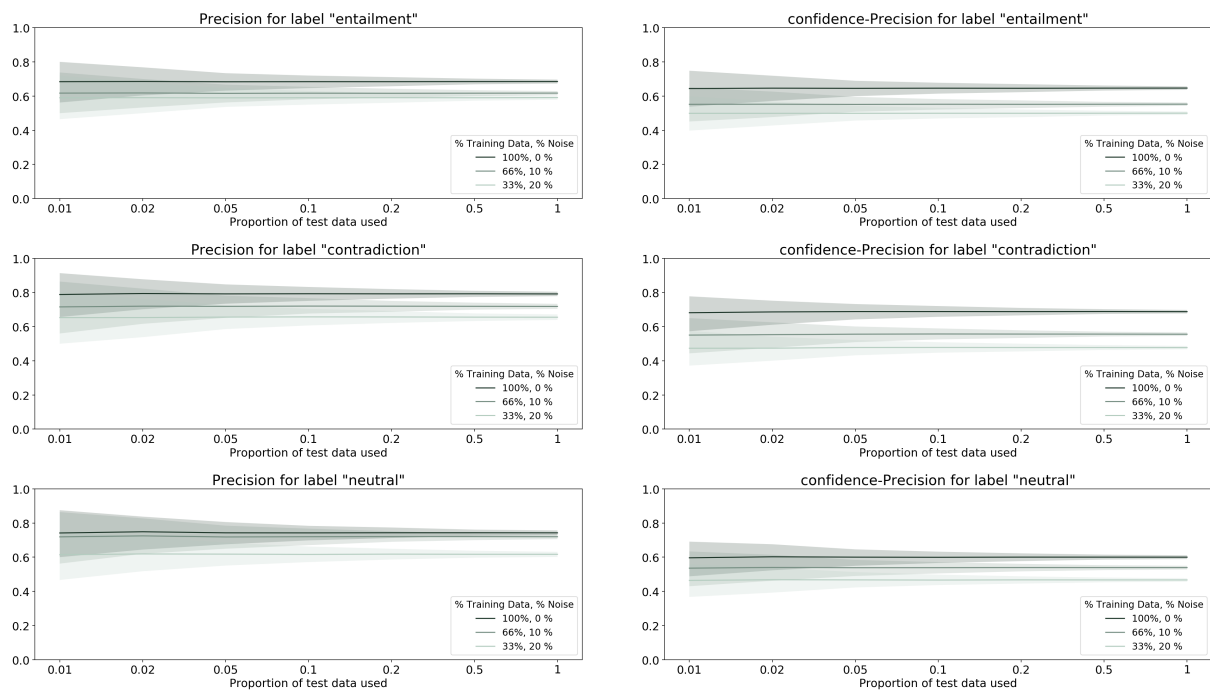 Precision for label "entailment"
1.0
0.8
0.6
0.4
0.2
0.0
% Training Data, % Noise
100%, 0 %
66%, 10 %
33%, 20 %
0.01 0.02 0.05 0.1 0.2 0.5 1
Proportion of test data used
confidence-Precision for label "entailment"
1.0
0.8
0.6
0.4
0.2
0.0
% Training Data, % Noise
100%, 0 %
66%, 10 %
33%, 20 %
0.01 0.02 0.05 0.1 0.2 0.5 1
Proportion of test data used
Precision for label "contradiction"
1.0
0.8
0.6
0.4
0.2
0.0
% Training Data, % Noise
100%, 0 %
66%, 10 %
33%, 20 %
0.01 0.02 0.05 0.1 0.2 0.5 1
Proportion of test data used
confidence-Precision for label "contradiction"
1.0
0.8
0.6
0.4
0.2
0.0
% Training Data, % Noise
100%, 0 %
66%, 10 %
33%, 20 %
0.01 0.02 0.05 0.1 0.2 0.5 1
Proportion of test data used
Precision for label "neutral"
1.0
0.8
0.6
0.4
0.2
0.0
% Training Data, % Noise
100%, 0 %
66%, 10 %
33%, 20 %
0.01 0.02 0.05 0.1 0.2 0.5 1
Proportion of test data used
confidence-Precision for label "neutral"
1.0
0.8
0.6
0.4
0.2
0.0
% Training Data, % Noise
100%, 0 %
66%, 10 %
33%, 20 %
0.01 0.02 0.05 0.1 0.2 0.5 1
Proportion of test data used